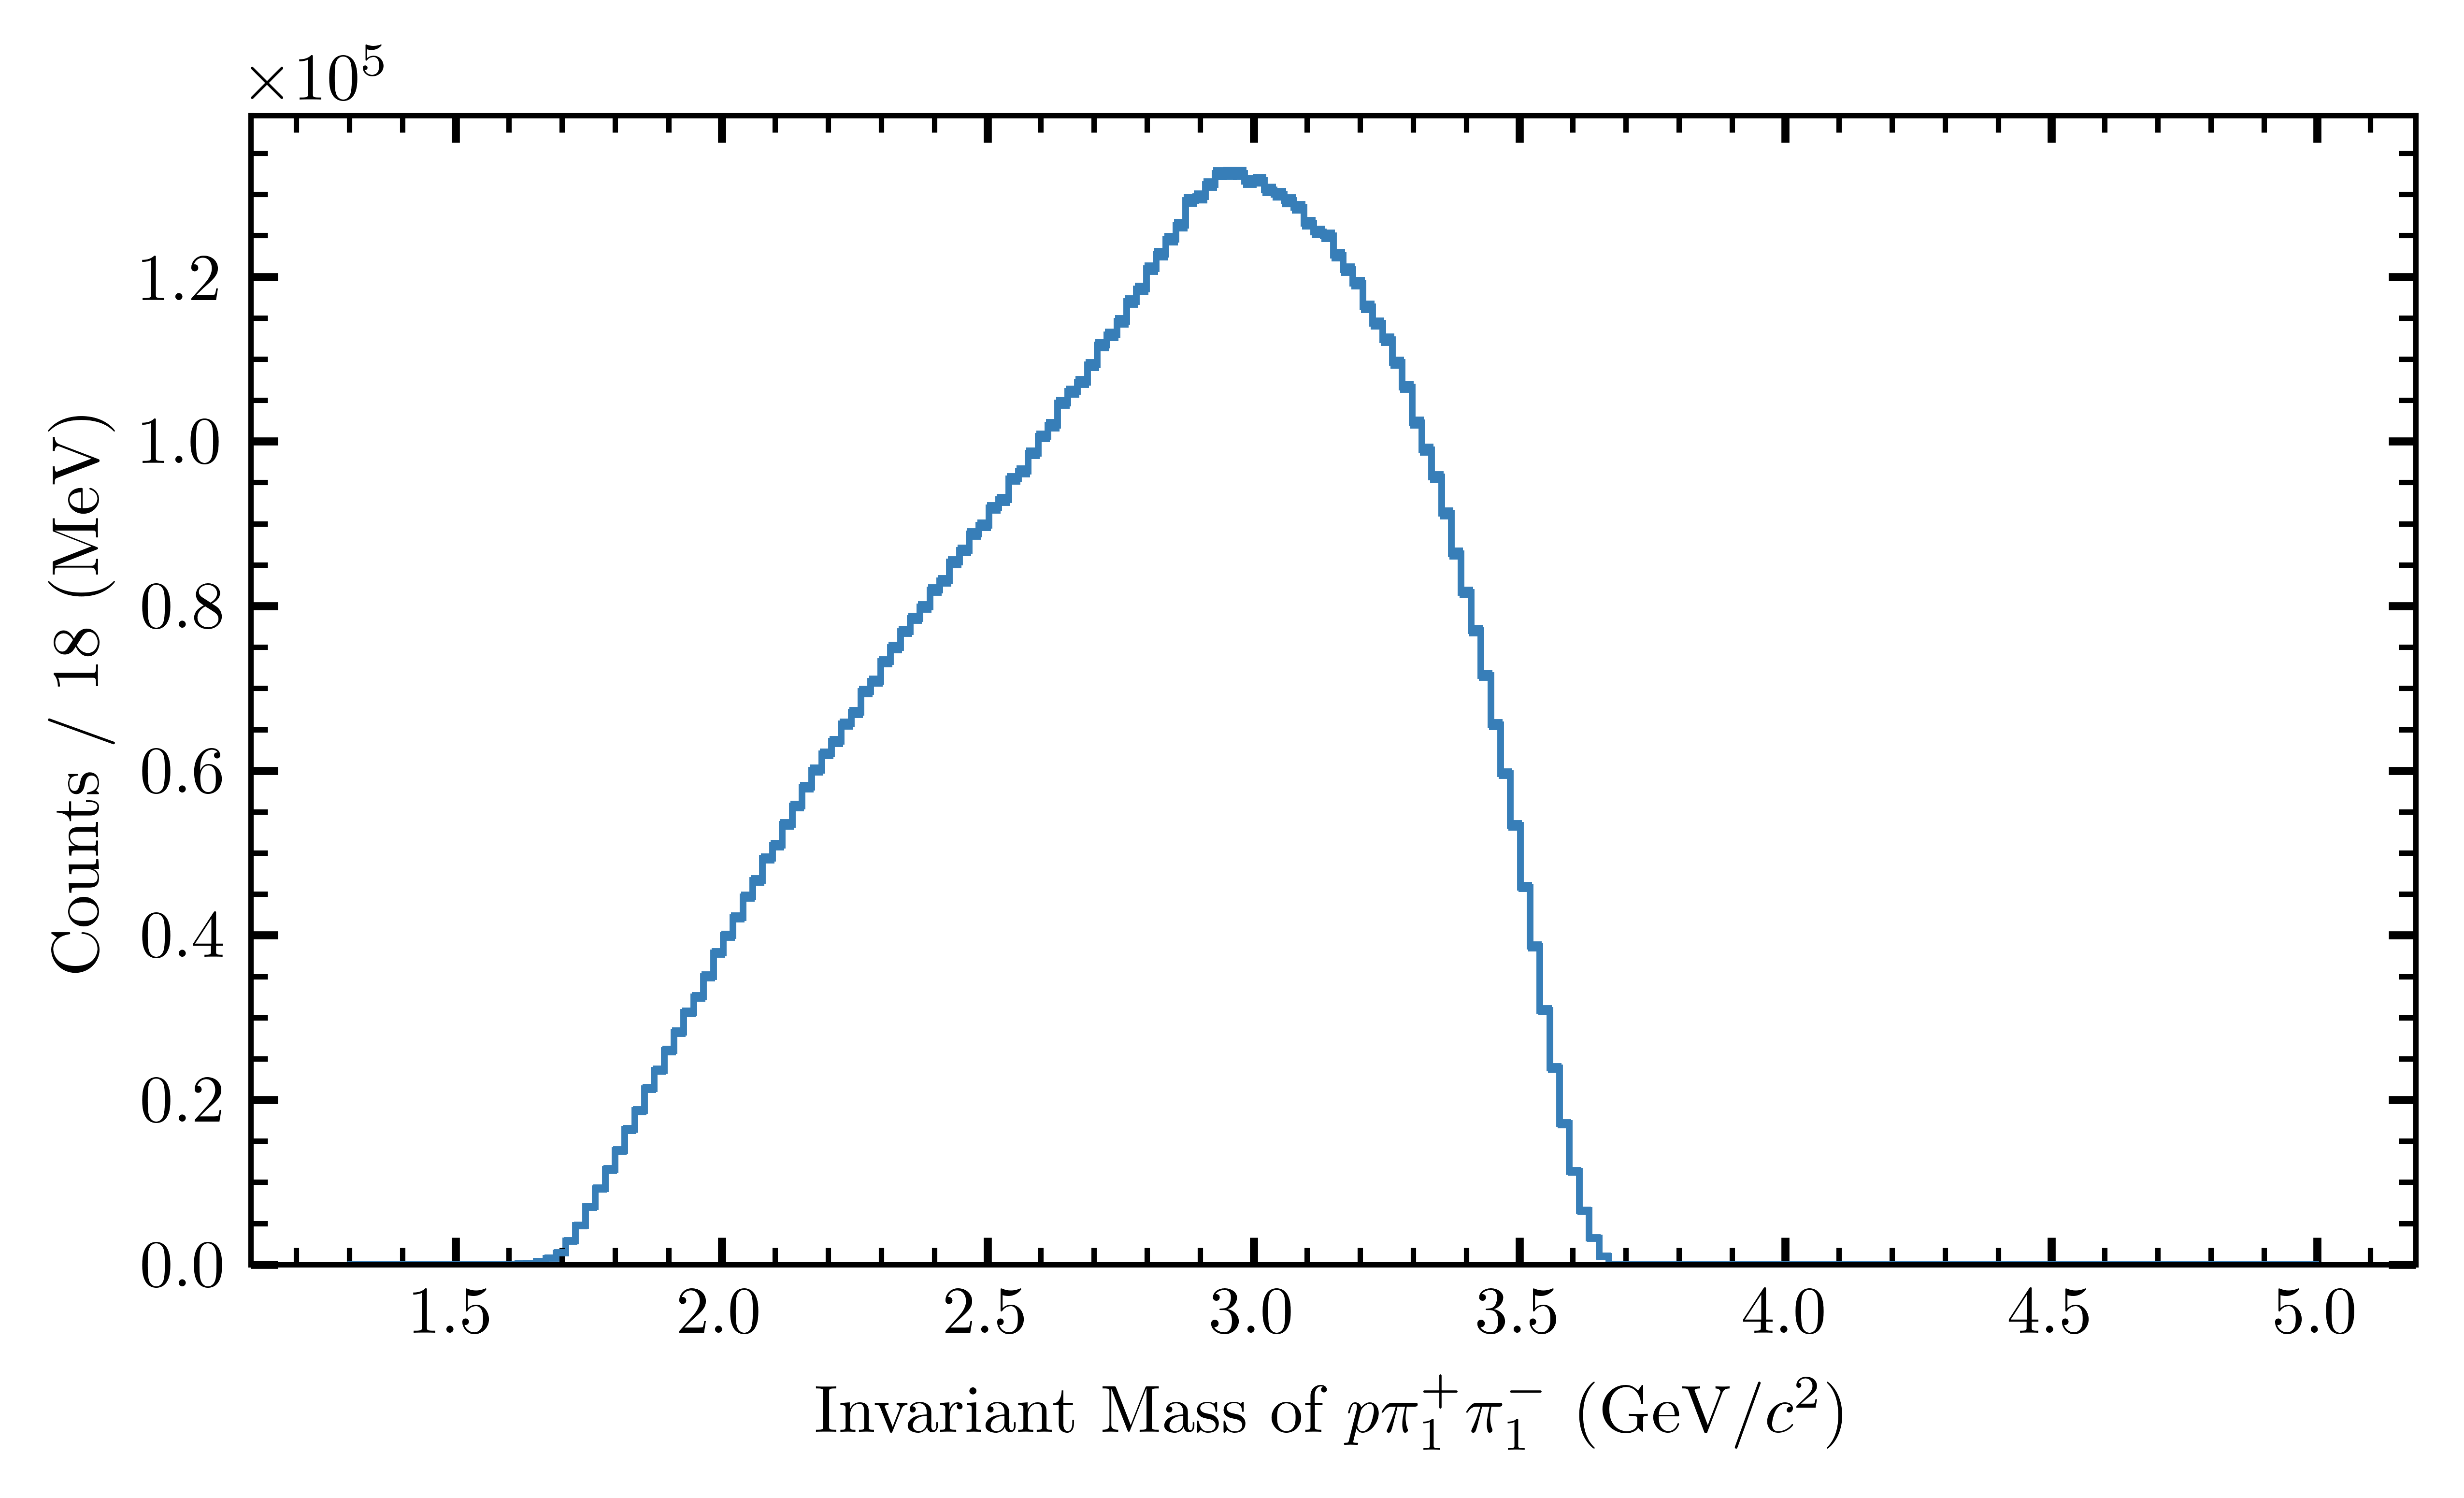 ×10⁵
Counts / 18 (MeV)
1.2
1.0
0.8
0.6
0.4
0.2
0.0
1.5 2.0 2.5 3.0 3.5 4.0 4.5 5.0
Invariant Mass of pπ₁⁺π₁⁻ (GeV/c²)